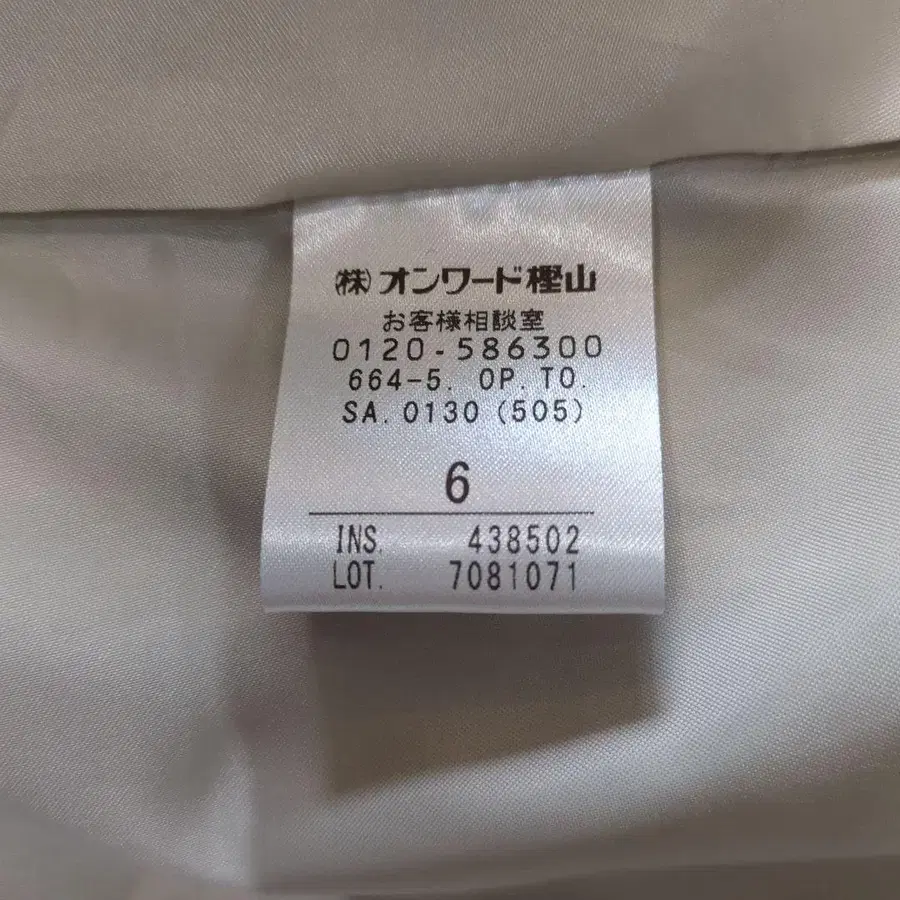 (株)オンワード樫山
お客様相談室
0120-586300
664-5. OP. TO.
SA. 0130 (505)
6
INS. 438502
LOT. 7081071